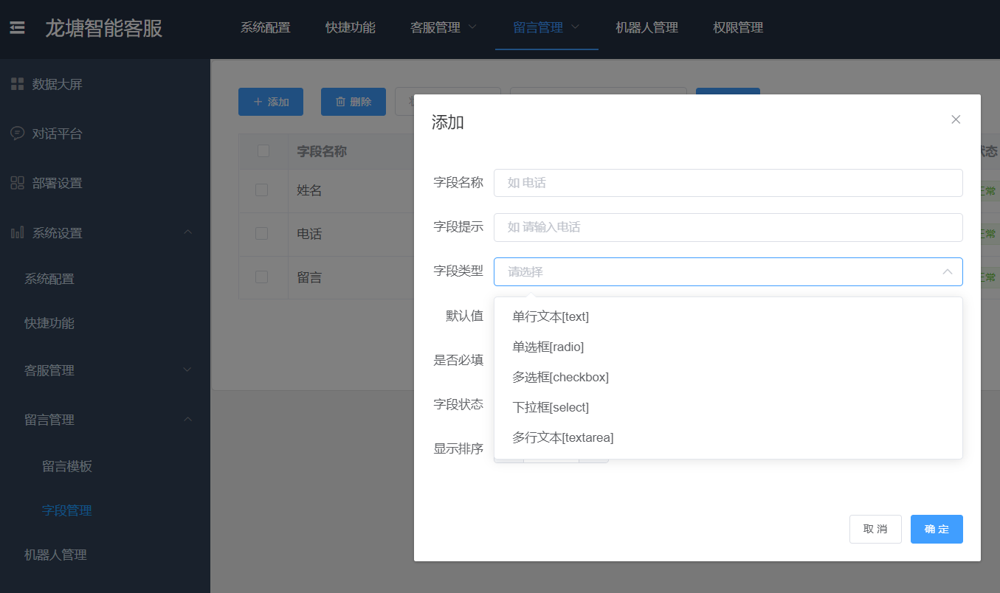 龙塘智能客服
系统配置 快捷功能 客服管理 留言管理 机器人管理 权限管理
数据大屏
对话平台
部署设置
系统设置
系统配置
快捷功能
客服管理
留言管理
留言模板
字段管理
机器人管理
添加 删除
字段名称
状态
姓名
正常
电话
正常
留言
正常
添加
字段名称 如 电话
字段提示 如 请输入电话
字段类型 请选择
默认值
是否必填
字段状态
显示排序
单行文本[text]
单选框[radio]
多选框[checkbox]
下拉框[select]
多行文本[textarea]
取 消 确 定